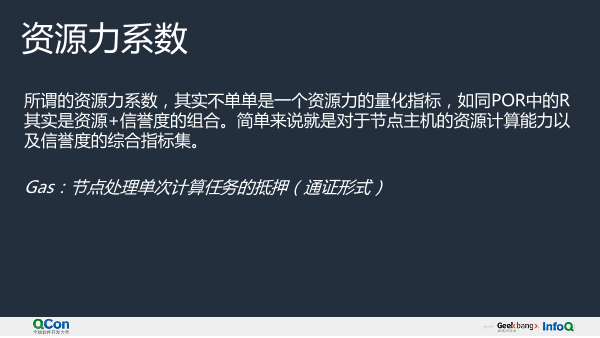 资源力系数
所谓的资源力系数，其实不单单是一个资源力的量化指标，如同POR中的R
其实是资源+信誉度的组合。简单来说就是对于节点主机的资源计算能力以
及信誉度的综合指标集。
Gas：节点处理单次计算任务的抵押（通证形式）
QCon
全球软件开发大会
Geekbang>
InfoQ